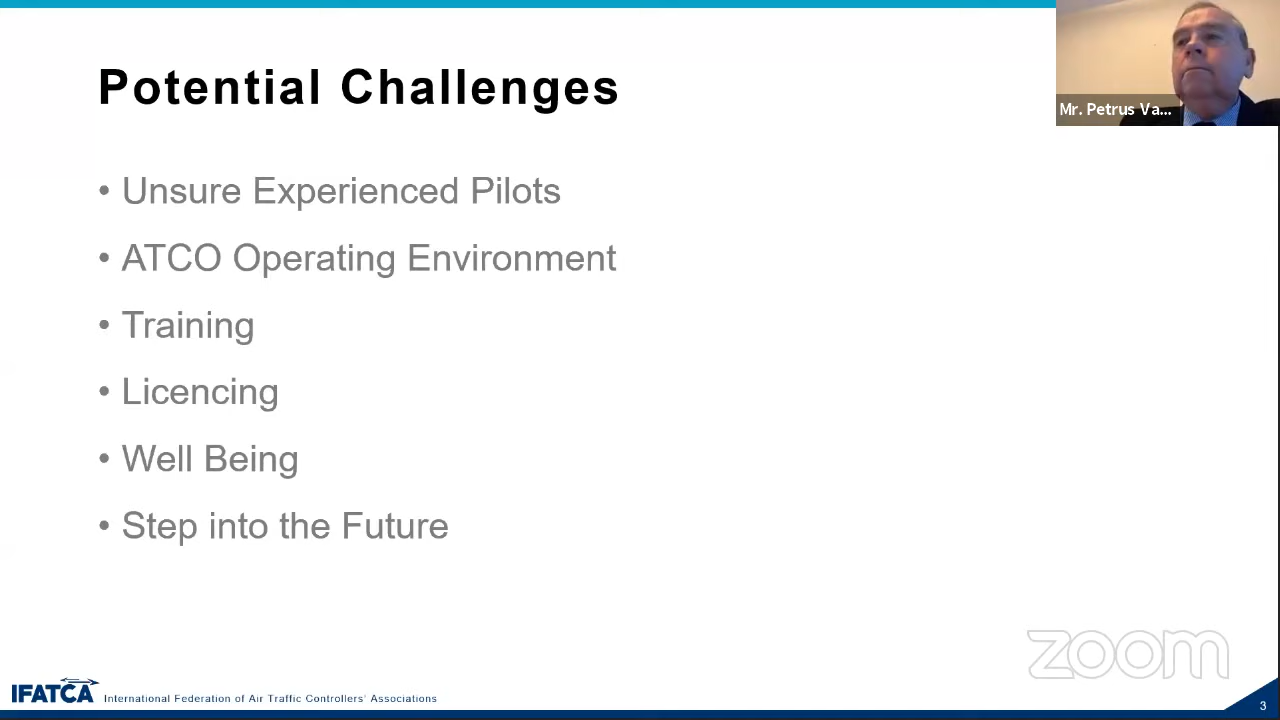 Potential Challenges
Mr. Petrus Va...
• Unsure Experienced Pilots
• ATCO Operating Environment
• Training
• Licencing
• Well Being
• Step into the Future
zoom
IFATCA International Federation of Air Traffic Controllers' Associations
3